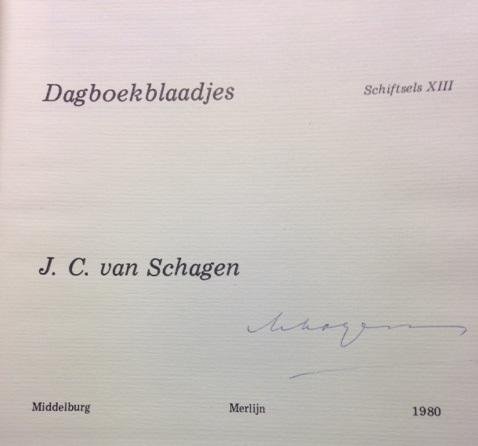 Dagboekblaadjes Schiftsels XIII
J. C. van Schagen
Middelburg Merlijn 1980